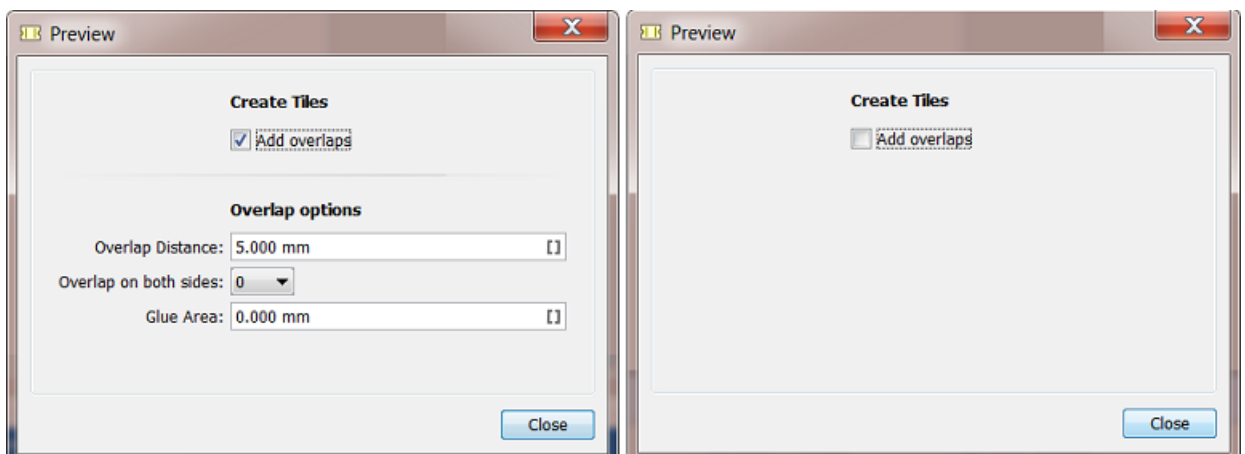 Preview
Create Tiles
Add overlaps
Overlap options
Overlap Distance: 5.000 mm []
Overlap on both sides: 0
Glue Area: 0.000 mm []
Close
Preview
Create Tiles
Add overlaps
Close